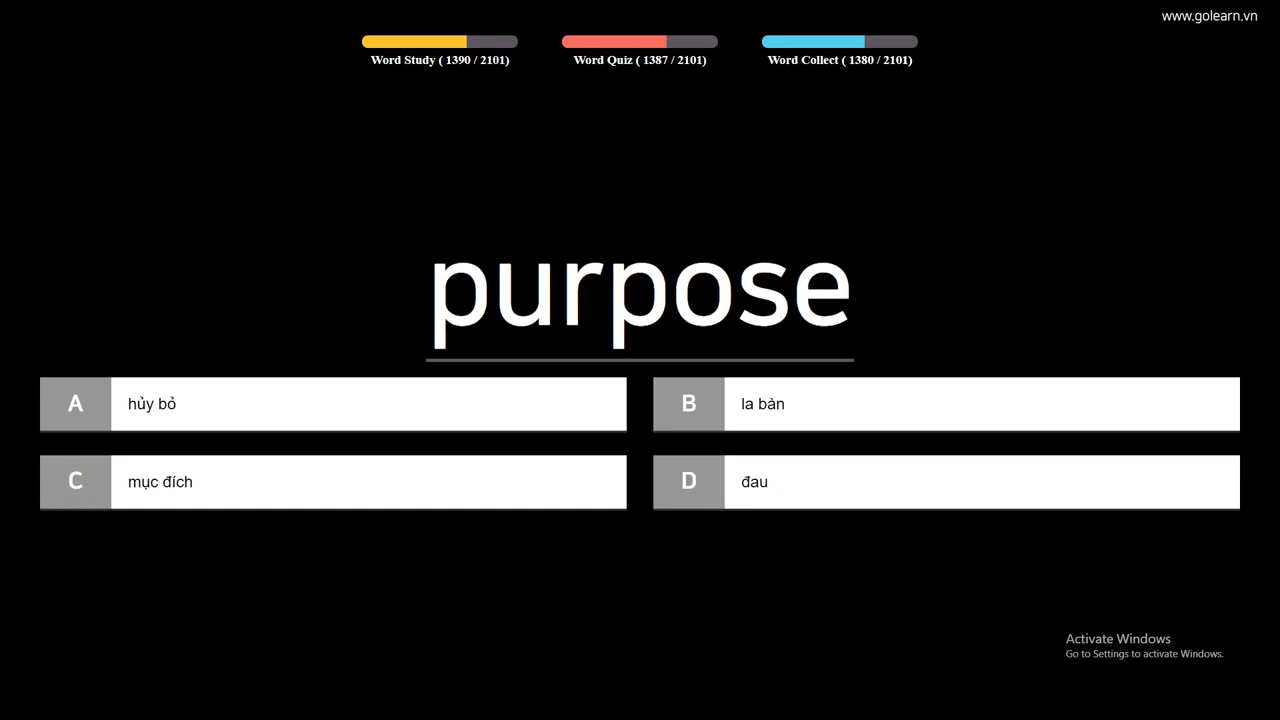 www.golearn.vn
Word Study ( 1390 / 2101)
Word Quiz ( 1387 / 2101)
Word Collect ( 1380 / 2101)
purpose
A hủy bỏ
B la bàn
C mục đích
D đau
Activate Windows
Go to Settings to activate Windows.